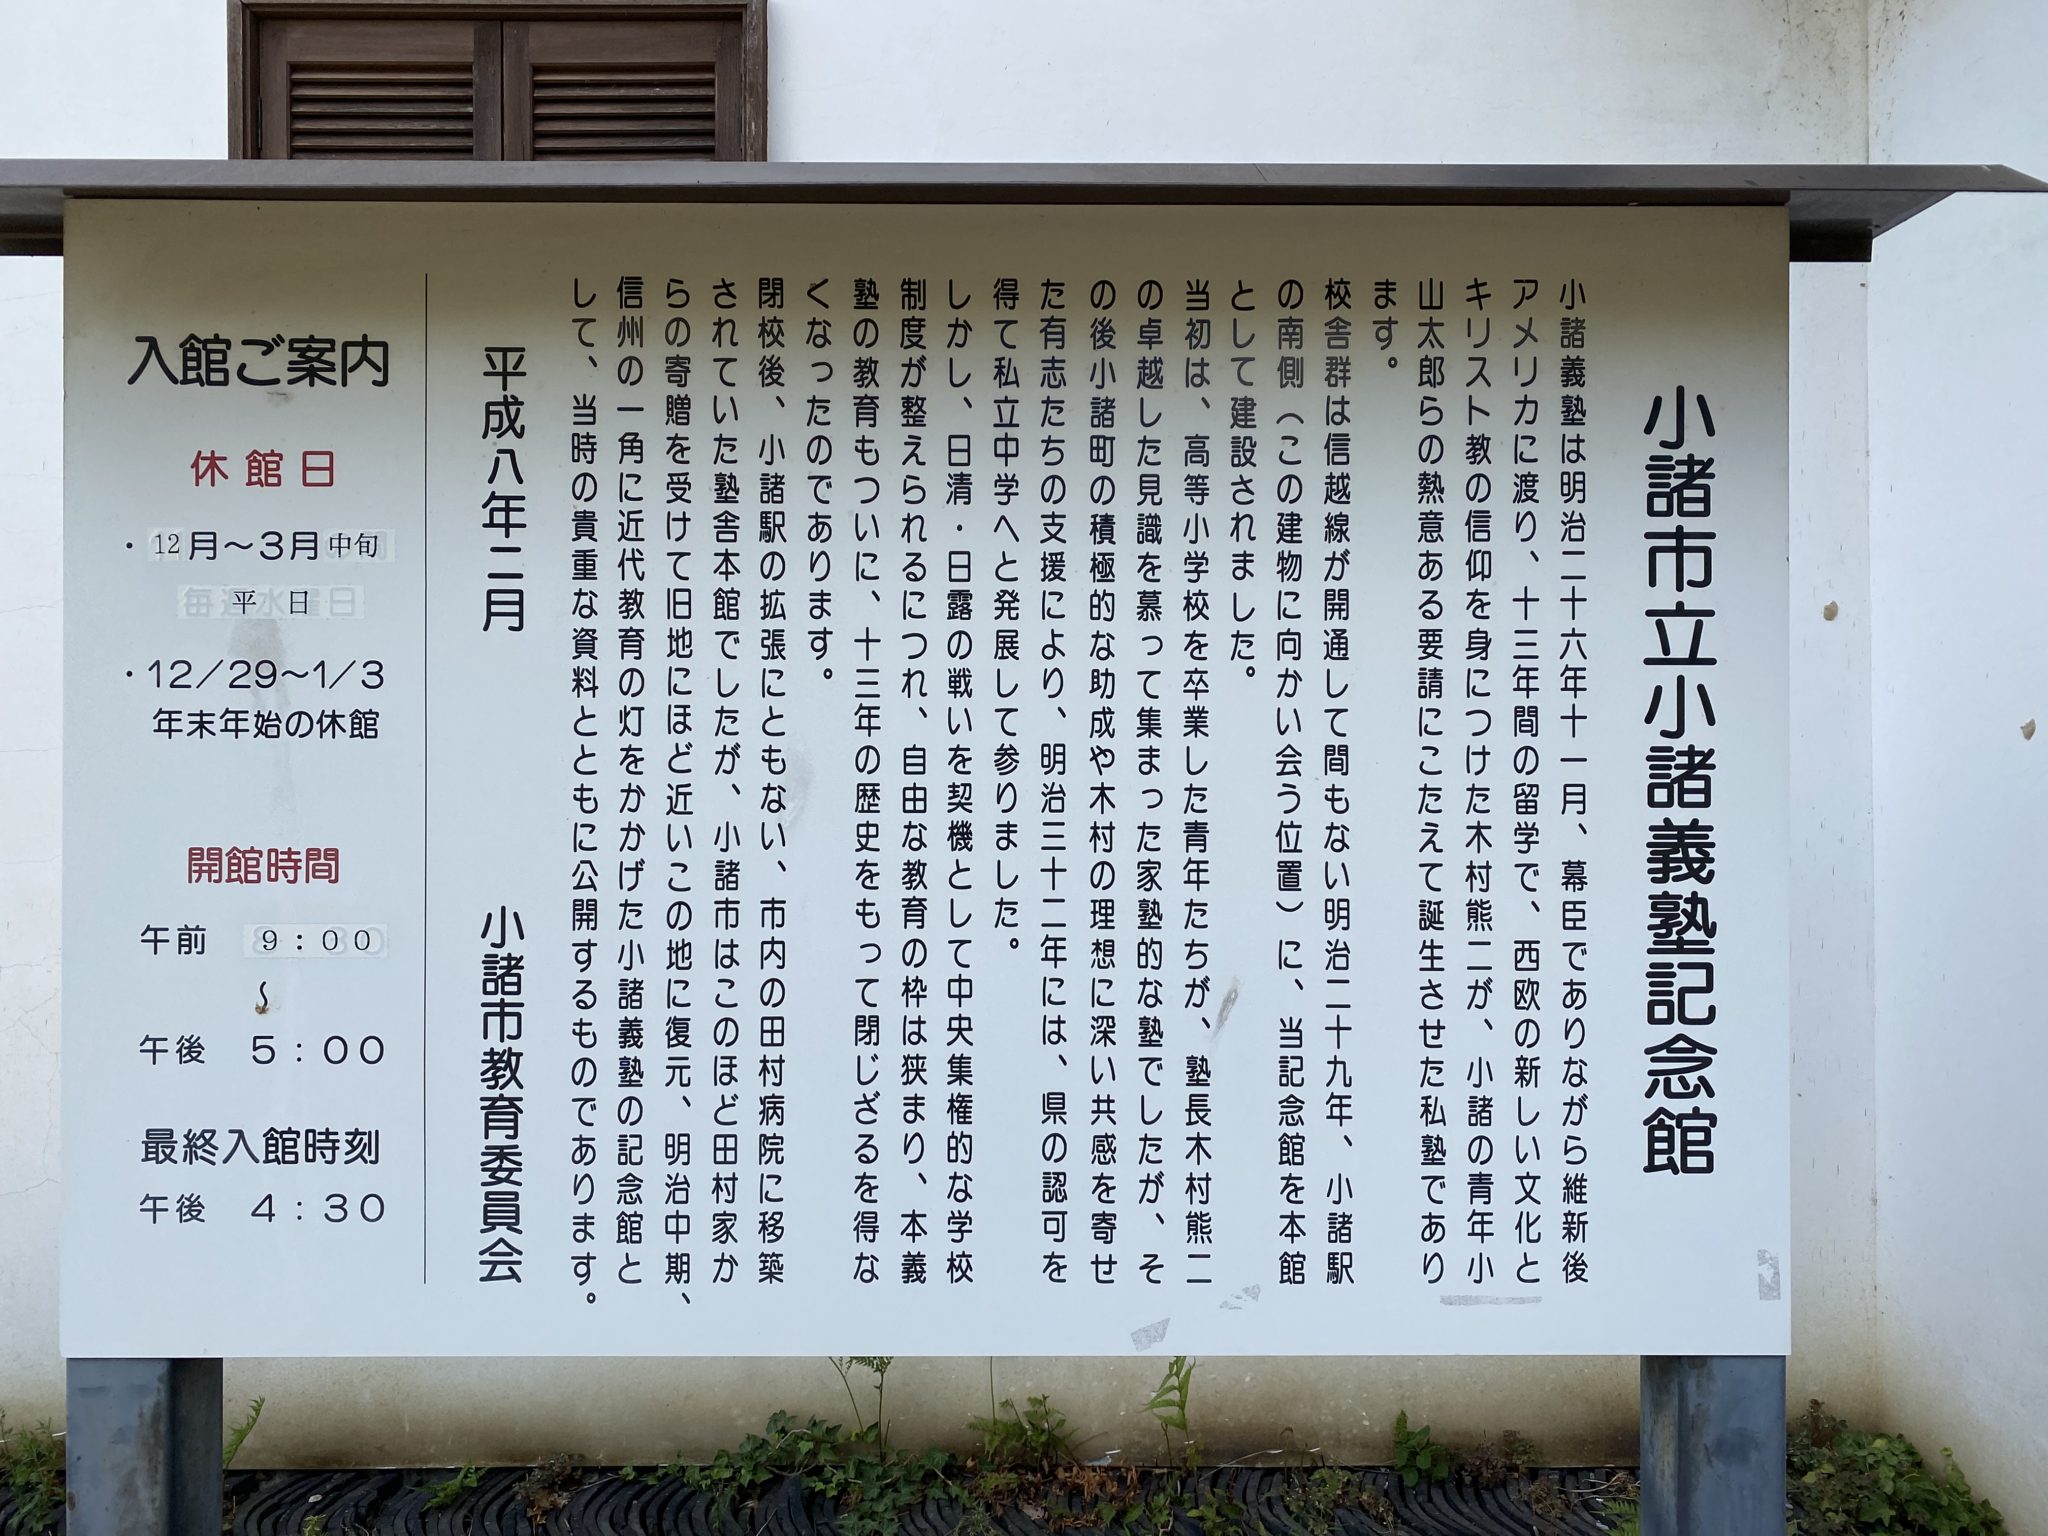 小諸市立小諸義塾記念館
小諸義塾は明治二十六年十一月、幕臣でありながら維新後
アメリカに渡り、十三年間の留学で、西欧の新しい文化と
キリスト教の信仰を身につけた木村熊二が、小諸の青年小
山太郎らの熱意ある要請にこたえて誕生させた私塾であり
ます。
校舎群は信越線が開通して間もない明治二十九年、小諸駅
の南側（この建物に向かい会う位置）に、当記念館を本館
として建設されました。
当初は、高等小学校を卒業した青年たちが、塾長木村熊二
の卓越した見識を慕って集まった家塾的な塾でしたが、そ
の後小諸町の積極的な助成や木村の理想に深い共感を寄せ
た有志たちの支援により、明治三十二年には、県の認可を
得て私立中学へと発展して参りました。
しかし、日清・日露の戦いを契機として中央集権的な学校
制度が整えられるにつれ、自由な教育の枠は狭まり、本義
塾の教育もついに、十三年の歴史をもって閉じざるを得な
くなったのであります。
閉校後、小諸駅の拡張にともない、市内の田村病院に移築
されていた塾舎本館でしたが、小諸市はこのほど田村家か
らの寄贈を受けて旧地にほど近いこの地に復元、明治中期、
信州の一角に近代教育の灯をかかげた小諸義塾の記念館と
して、当時の貴重な資料とともに公開するものであります。
平成八年二月　小諸市教育委員会
入館ご案内
休館日
・12月～3月中旬
平　日
・12／29～1／3
年末年始の休館
開館時間
午前　9：00
～
午後　5：00
最終入館時刻
午後　4：30